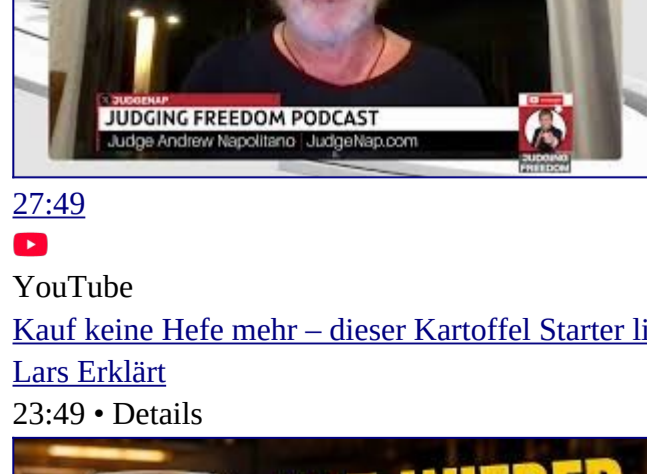 JUDGENAP
JUDGING FREEDOM PODCAST
Judge Andrew Napolitano JudgeNap.com
JUDGING
FREEDOM
27:49
YouTube
Kauf keine Hefe mehr – dieser Kartoffel Starter
Lars Erklärt
23:49 • Details
WIEDER